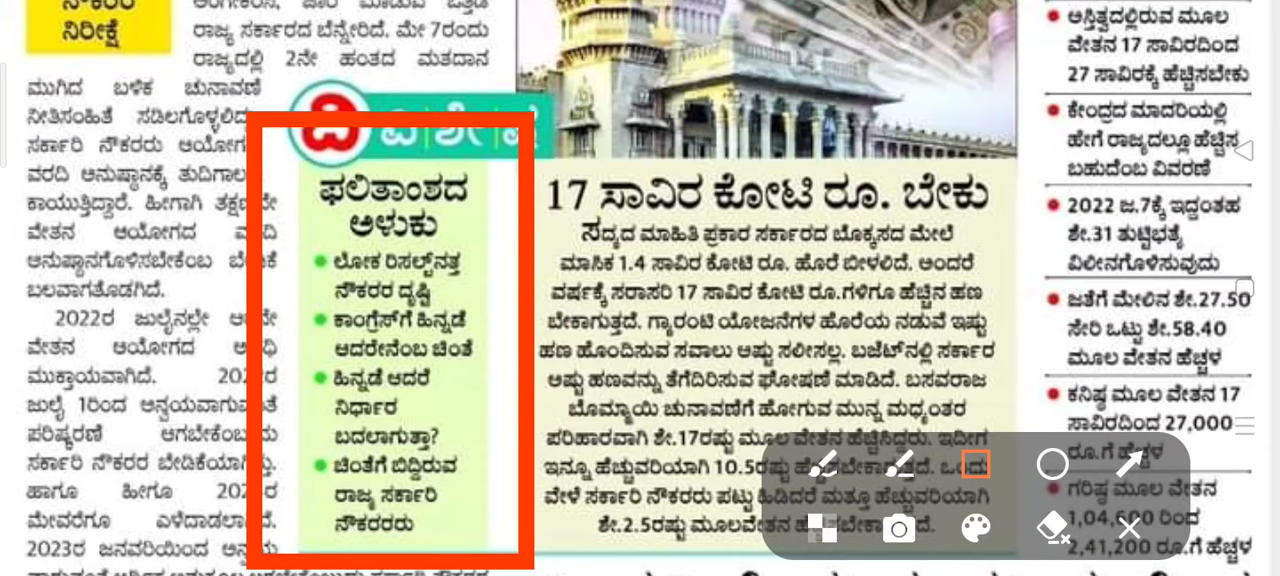 ನೌಕರರ
ನಿರೀಕ್ಷೆ
ರಾಜ್ಯ ಸರ್ಕಾರದ ಬೆನ್ನೇರಿದೆ. ಮೇ 7ರಂದು
ರಾಜ್ಯದಲ್ಲಿ 2ನೇ ಹಂತದ ಮತದಾನ
ಮುಗಿದ ಬಳಿಕ ಚುನಾವಣೆ
ನೀತಿಸಂಹಿತೆ
ಸರ್ಕಾರಿ ನೌಕರರು
ವರದಿ ಅನುಷ್ಠಾನಕ್ಕೆ
ಕಾಯುತ್ತಿದ್ದಾರೆ. ಹೀಗಾಗಿ
ವೇತನ ಆಯೋಗದ
ಅನುಷ್ಠಾನಗೊಳಿಸಬೇಕೆಂಬ
ಬಲವಾಗತೊಡಗಿದೆ.
2022ರ ಜುಲೈನಲ್ಲೇ
ವೇತನ ಆಯೋಗದ
ಮುಕ್ತಾಯವಾಗಿದೆ.
ಜುಲೈ 1ರಿಂದ
ಪರಿಷ್ಕರಣೆ
ಸರ್ಕಾರಿ ನೌಕರರ
ಹಾಗೂ ಹೀಗೂ
ಮೇವರೆಗೂ
2023ರ ಜನವರಿಯಿಂದ
ದಿ ವಿಶೇಷ
ಫಲಿತಾಂಶದ
ಅಳುಕು
ಲೋಕ ರಿಸಲ್ಟ್‌ನತ್ತ
ನೌಕರರ ದೃಷ್ಟಿ
ಕಾಂಗ್ರೆಸ್‌ಗೆ ಹಿನ್ನಡೆ
ಆದರೇನೆಂಬ ಚಿಂತೆ
ಹಿನ್ನಡೆ ಆದರೆ
ನಿರ್ಧಾರ
ಬದಲಾಗುತ್ತಾ?
ಚಿಂತೆಗೆ ಬಿದ್ದಿರುವ
ರಾಜ್ಯ ಸರ್ಕಾರಿ
ನೌಕರರರು
17 ಸಾವಿರ ಕೋಟಿ ರೂ. ಬೇಕು
ಸದ್ಯದ ಮಾಹಿತಿ ಪ್ರಕಾರ ಸರ್ಕಾರದ ಬೊಕ್ಕಸದ ಮೇಲೆ
ಮಾಸಿಕ 1.4 ಸಾವಿರ ಕೋಟಿ ರೂ. ಹೊರೆ ಬೀಳಲಿದೆ. ಅಂದರೆ
ವರ್ಷಕ್ಕೆ ಸರಾಸರಿ 17 ಸಾವಿರ ಕೋಟಿ ರೂ.ಗಳಿಗೂ ಹೆಚ್ಚಿನ ಹಣ
ಬೇಕಾಗುತ್ತದೆ. ಗ್ಯಾರಂಟಿ ಯೋಜನೆಗಳ ಹೊರೆಯ ನಡುವೆ ಇಷ್ಟು
ಹಣ ಹೊಂದಿಸುವ ಸವಾಲು ಅಷ್ಟು ಸಲೀಸಲ್ಲ. ಬಜೆಟ್‌ನಲ್ಲಿ ಸರ್ಕಾರ
ಅಷ್ಟು ಹಣವನ್ನು ತೆಗೆದಿರಿಸುವ ಘೋಷಣೆ ಮಾಡಿದೆ. ಬಸವರಾಜ
ಬೊಮ್ಮಾಯಿ ಚುನಾವಣೆಗೆ ಹೋಗುವ ಮುನ್ನ ಮಧ್ಯಂತರ
ಪರಿಹಾರವಾಗಿ ಶೇ.17ರಷ್ಟು ಮೂಲ ವೇತನ ಹೆಚ್ಚಿಸಿದ್ದರು. ಇದೀಗ
ಇನ್ನೂ ಹೆಚ್ಚುವರಿಯಾಗಿ 10.5ರಷ್ಟು ಹೆಚ್ಚಿಸಬೇಕಾಗುತ್ತದೆ. ಒಂದು
ವೇಳೆ ಸರ್ಕಾರಿ ನೌಕರರು ಪಟ್ಟು ಹಿಡಿದರೆ ಮತ್ತೂ ಹೆಚ್ಚುವರಿಯಾಗಿ
ಶೇ.2.5ರಷ್ಟು ಮೂಲವೇತನ ಹೆಚ್ಚಿಸಬೇಕಾಗುತ್ತದೆ.
ಅಸ್ತಿತ್ವದಲ್ಲಿರುವ ಮೂಲ
ವೇತನ 17 ಸಾವಿರದಿಂದ
27 ಸಾವಿರಕ್ಕೆ ಹೆಚ್ಚಿಸಬೇಕು
ಕೇಂದ್ರದ ಮಾದರಿಯಲ್ಲಿ
ಹೇಗೆ ರಾಜ್ಯದಲ್ಲೂ ಹೆಚ್ಚಿಸ
ಬಹುದೆಂಬ ವಿವರಣೆ
2022 ಜ.7ಕ್ಕೆ ಇದ್ದಂತಹ
ಶೇ.31 ತುಟ್ಟಿಭತ್ಯೆ
ವಿಲೀನಗೊಳಿಸುವುದು
ಜತೆಗೆ ಮೇಲಿನ ಶೇ.27.50
ಸೇರಿ ಒಟ್ಟು ಶೇ.58.40
ಮೂಲ ವೇತನ ಹೆಚ್ಚಳ
ಕನಿಷ್ಠ ಮೂಲ ವೇತನ 17
ಸಾವಿರದಿಂದ 27,000
ರೂ.ಗೆ ಹೆಚ್ಚಳ
ಗರಿಷ್ಠ ಮೂಲ ವೇತನ
1,04,600 ರಿಂದ
2,41,200 ರೂ.ಗೆ ಹೆಚ್ಚಳ